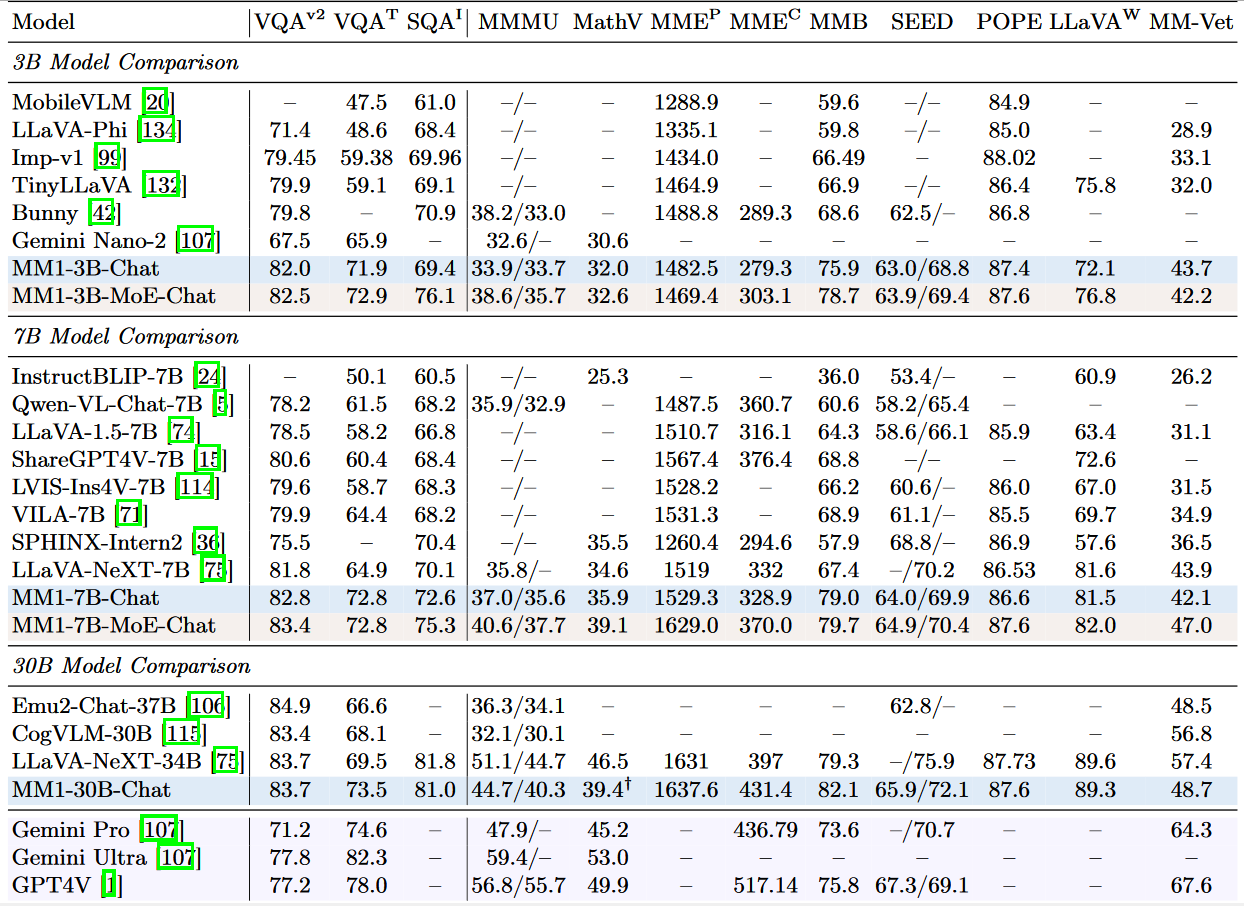 Model VQAv2 VQAT SQAI MMMU MathV MMEP MMEC MMB SEED POPE LLaVAW MM-Vet
3B Model Comparison
MobileVLM [20] – 47.5 61.0 –/– – 1288.9 – 59.6 –/– 84.9 – –
LLaVA-Phi [134] 71.4 48.6 68.4 –/– – 1335.1 – 59.8 –/– 85.0 – 28.9
Imp-v1 [99] 79.45 59.38 69.96 –/– – 1434.0 – 66.49 – 88.02 – 33.1
TinyLLaVA [132] 79.9 59.1 69.1 –/– – 1464.9 – 66.9 –/– 86.4 75.8 32.0
Bunny [42] 79.8 – 70.9 38.2/33.0 – 1488.8 289.3 68.6 62.5/– 86.8 – –
Gemini Nano-2 [107] 67.5 65.9 – 32.6/– 30.6 – – – – – – –
MM1-3B-Chat 82.0 71.9 69.4 33.9/33.7 32.0 1482.5 279.3 75.9 63.0/68.8 87.4 72.1 43.7
MM1-3B-MoE-Chat 82.5 72.9 76.1 38.6/35.7 32.6 1469.4 303.1 78.7 63.9/69.4 87.6 76.8 42.2
7B Model Comparison
InstructBLIP-7B [24] – 50.1 60.5 –/– 25.3 – – 36.0 53.4/– – 60.9 26.2
Qwen-VL-Chat-7B [5] 78.2 61.5 68.2 35.9/32.9 – 1487.5 360.7 60.6 58.2/65.4 – – –
LLaVA-1.5-7B [74] 78.5 58.2 66.8 –/– – 1510.7 316.1 64.3 58.6/66.1 85.9 63.4 31.1
ShareGPT4V-7B [15] 80.6 60.4 68.4 –/– – 1567.4 376.4 68.8 –/– – 72.6 –
LVIS-Ins4V-7B [114] 79.6 58.7 68.3 –/– – 1528.2 – 66.2 60.6/– 86.0 67.0 31.5
VILA-7B [71] 79.9 64.4 68.2 –/– – 1531.3 – 68.9 61.1/– 85.5 69.7 34.9
SPHINX-Intern2 [36] 75.5 – 70.4 –/– 35.5 1260.4 294.6 57.9 68.8/– 86.9 57.6 36.5
LLaVA-NeXT-7B [75] 81.8 64.9 70.1 35.8/– 34.6 1519 332 67.4 –/70.2 86.53 81.6 43.9
MM1-7B-Chat 82.8 72.8 72.6 37.0/35.6 35.9 1529.3 328.9 79.0 64.0/69.9 86.6 81.5 42.1
MM1-7B-MoE-Chat 83.4 72.8 75.3 40.6/37.7 39.1 1629.0 370.0 79.7 64.9/70.4 87.6 82.0 47.0
30B Model Comparison
Emu2-Chat-37B [106] 84.9 66.6 – 36.3/34.1 – – – – 62.8/– – – 48.5
CogVLM-30B [115] 83.4 68.1 – 32.1/30.1 – – – – – – – 56.8
LLaVA-NeXT-34B [75] 83.7 69.5 81.8 51.1/44.7 46.5 1631 397 79.3 –/75.9 87.73 89.6 57.4
MM1-30B-Chat 83.7 73.5 81.0 44.7/40.3 39.4† 1637.6 431.4 82.1 65.9/72.1 87.6 89.3 48.7
Gemini Pro [107] 71.2 74.6 – 47.9/– 45.2 – 436.79 73.6 –/70.7 – – 64.3
Gemini Ultra [107] 77.8 82.3 – 59.4/– 53.0 – – – – – – –
GPT4V [1] 77.2 78.0 – 56.8/55.7 49.9 – 517.14 75.8 67.3/69.1 – – 67.6